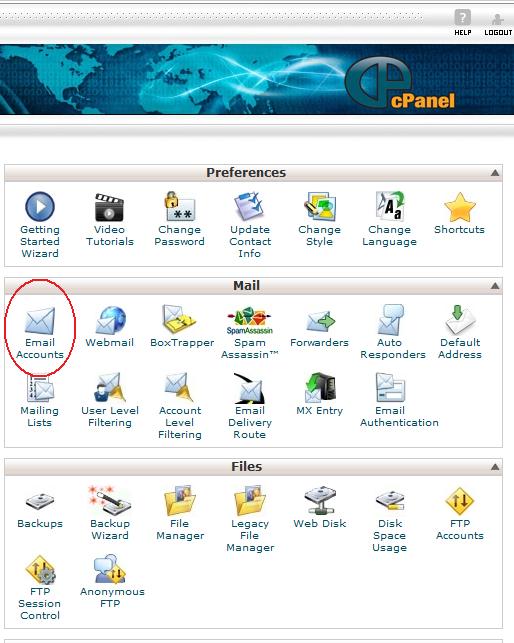 HELP LOGOUT
cPanel
Preferences
Getting Started Wizard
Video Tutorials
Change Password
Update Contact Info
Change Style
Change Language
Shortcuts
Mail
Email Accounts
Webmail
BoxTrapper
SpamAssassin
Spam Assassin™
Forwarders
Auto Responders
Default Address
Mailing Lists
User Level Filtering
Account Level Filtering
Email Delivery Route
MX Entry
Email Authentication
Files
Backups
Backup Wizard
File Manager
Legacy File Manager
Web Disk
Disk Space Usage
FTP Accounts
FTP Session Control
Anonymous FTP